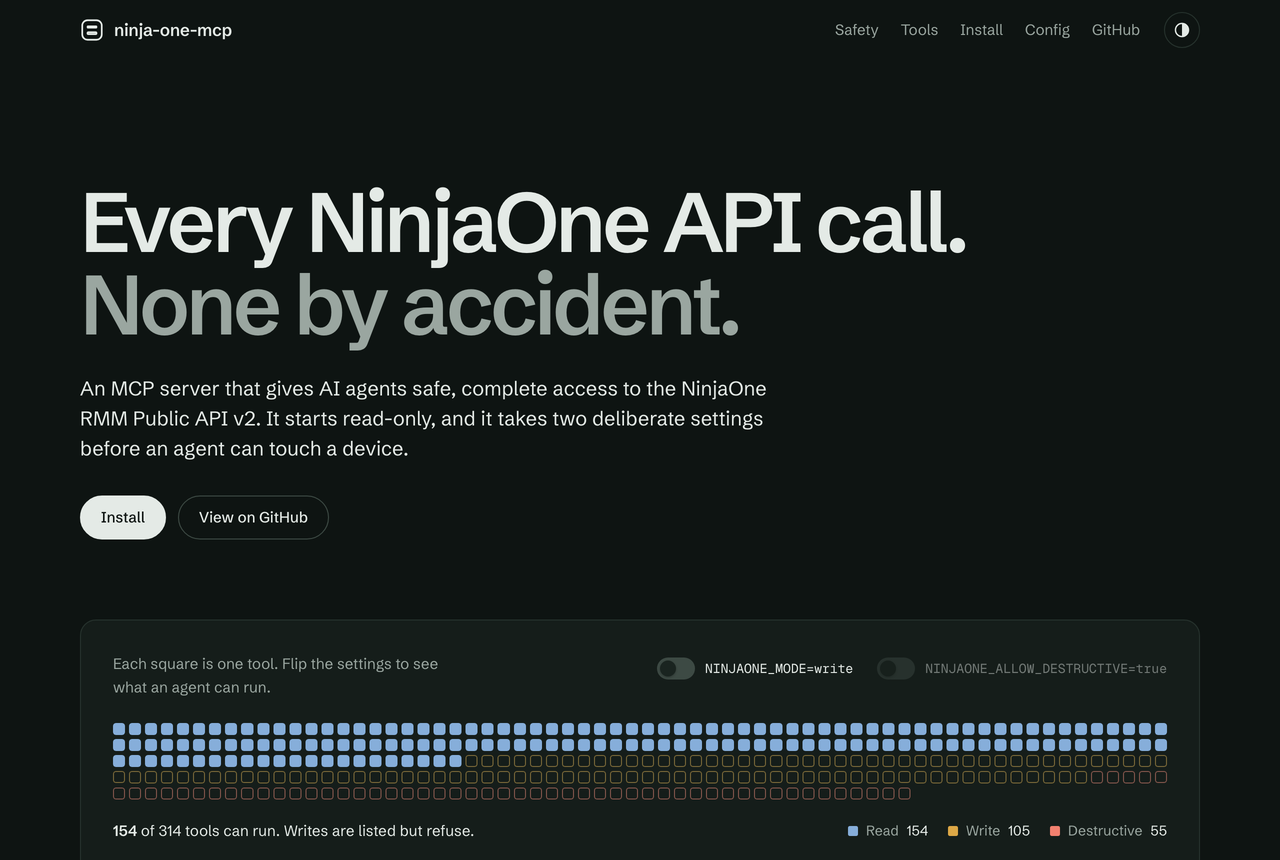 ninja-one-mcp
Safety Tools Install Config GitHub
Every NinjaOne API call.
None by accident.
An MCP server that gives AI agents safe, complete access to the NinjaOne
RMM Public API v2. It starts read-only, and it takes two deliberate settings
before an agent can touch a device.
Install View on GitHub
Each square is one tool. Flip the settings to see
what an agent can run.
NINJAONE_MODE=write NINJAONE_ALLOW_DESTRUCTIVE=true
154 of 314 tools can run. Writes are listed but refuse.
Read 154 Write 105 Destructive 55